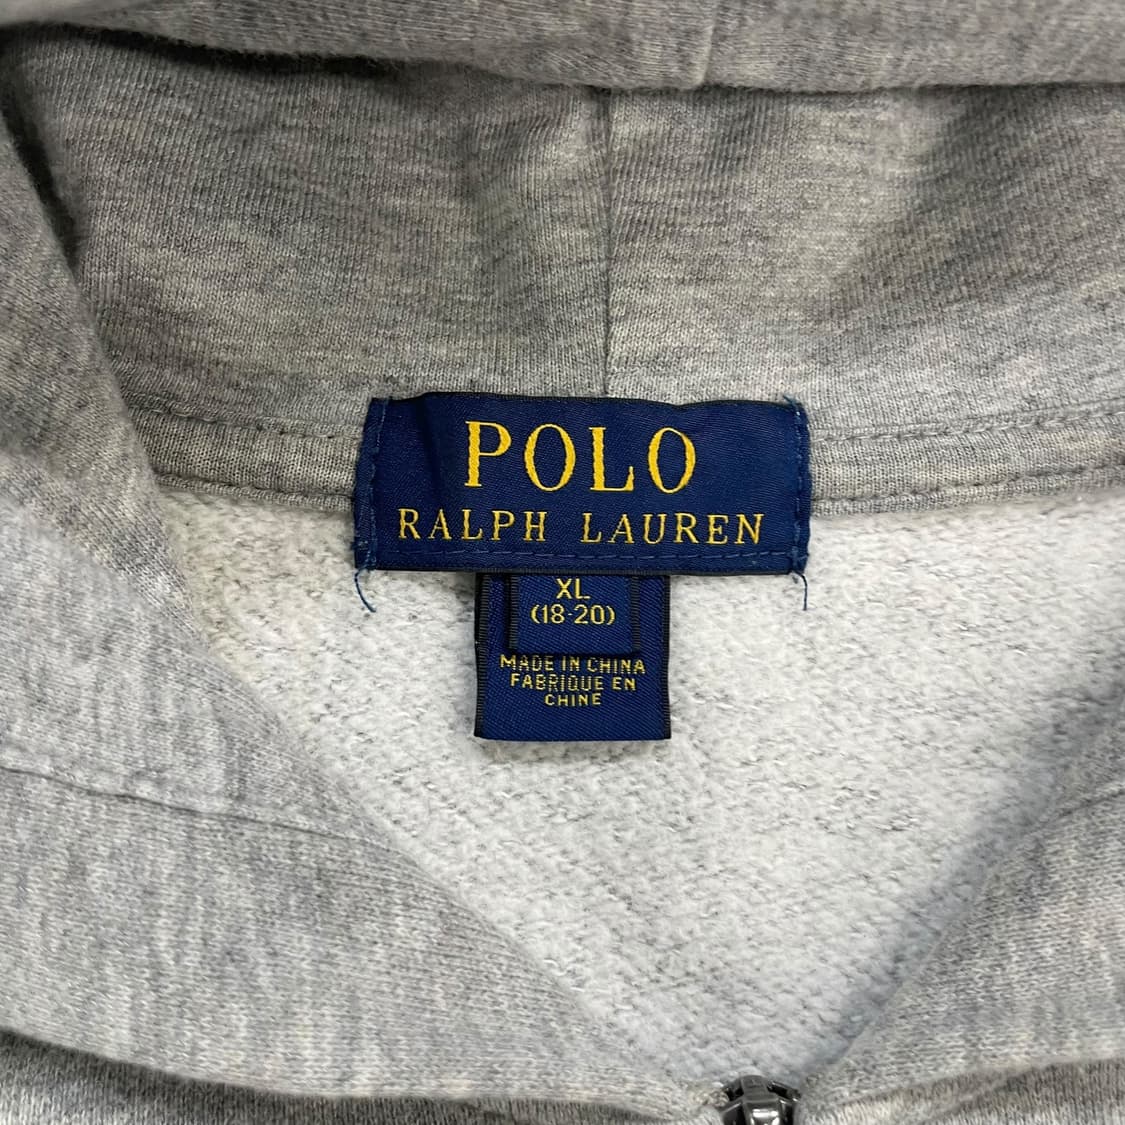 POLO
RALPH LAUREN
XL
(18-20)
MADE IN CHINA
FABRIQUE EN
CHINE